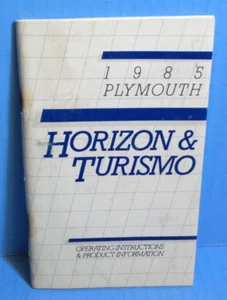 1985
PLYMOUTH
HORIZON &
TURISMO
OPERATING INSTRUCTIONS
& PRODUCT INFORMATION